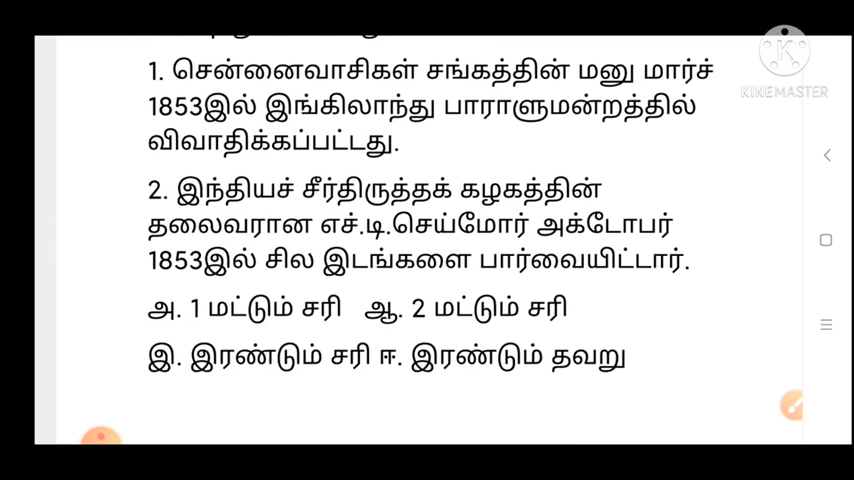 1. சென்னைவாசிகள் சங்கத்தின் மனு மார்ச்
1853இல் இங்கிலாந்து பாராளுமன்றத்தில்
விவாதிக்கப்பட்டது.
2. இந்தியச் சீர்திருத்தக் கழகத்தின்
தலைவரான எச்.டி.செய்மோர் அக்டோபர்
1853இல் சில இடங்களை பார்வையிட்டார்.
அ. 1 மட்டும் சரி ஆ. 2 மட்டும் சரி
இ. இரண்டும் சரி ஈ. இரண்டும் தவறு
KINEMASTER